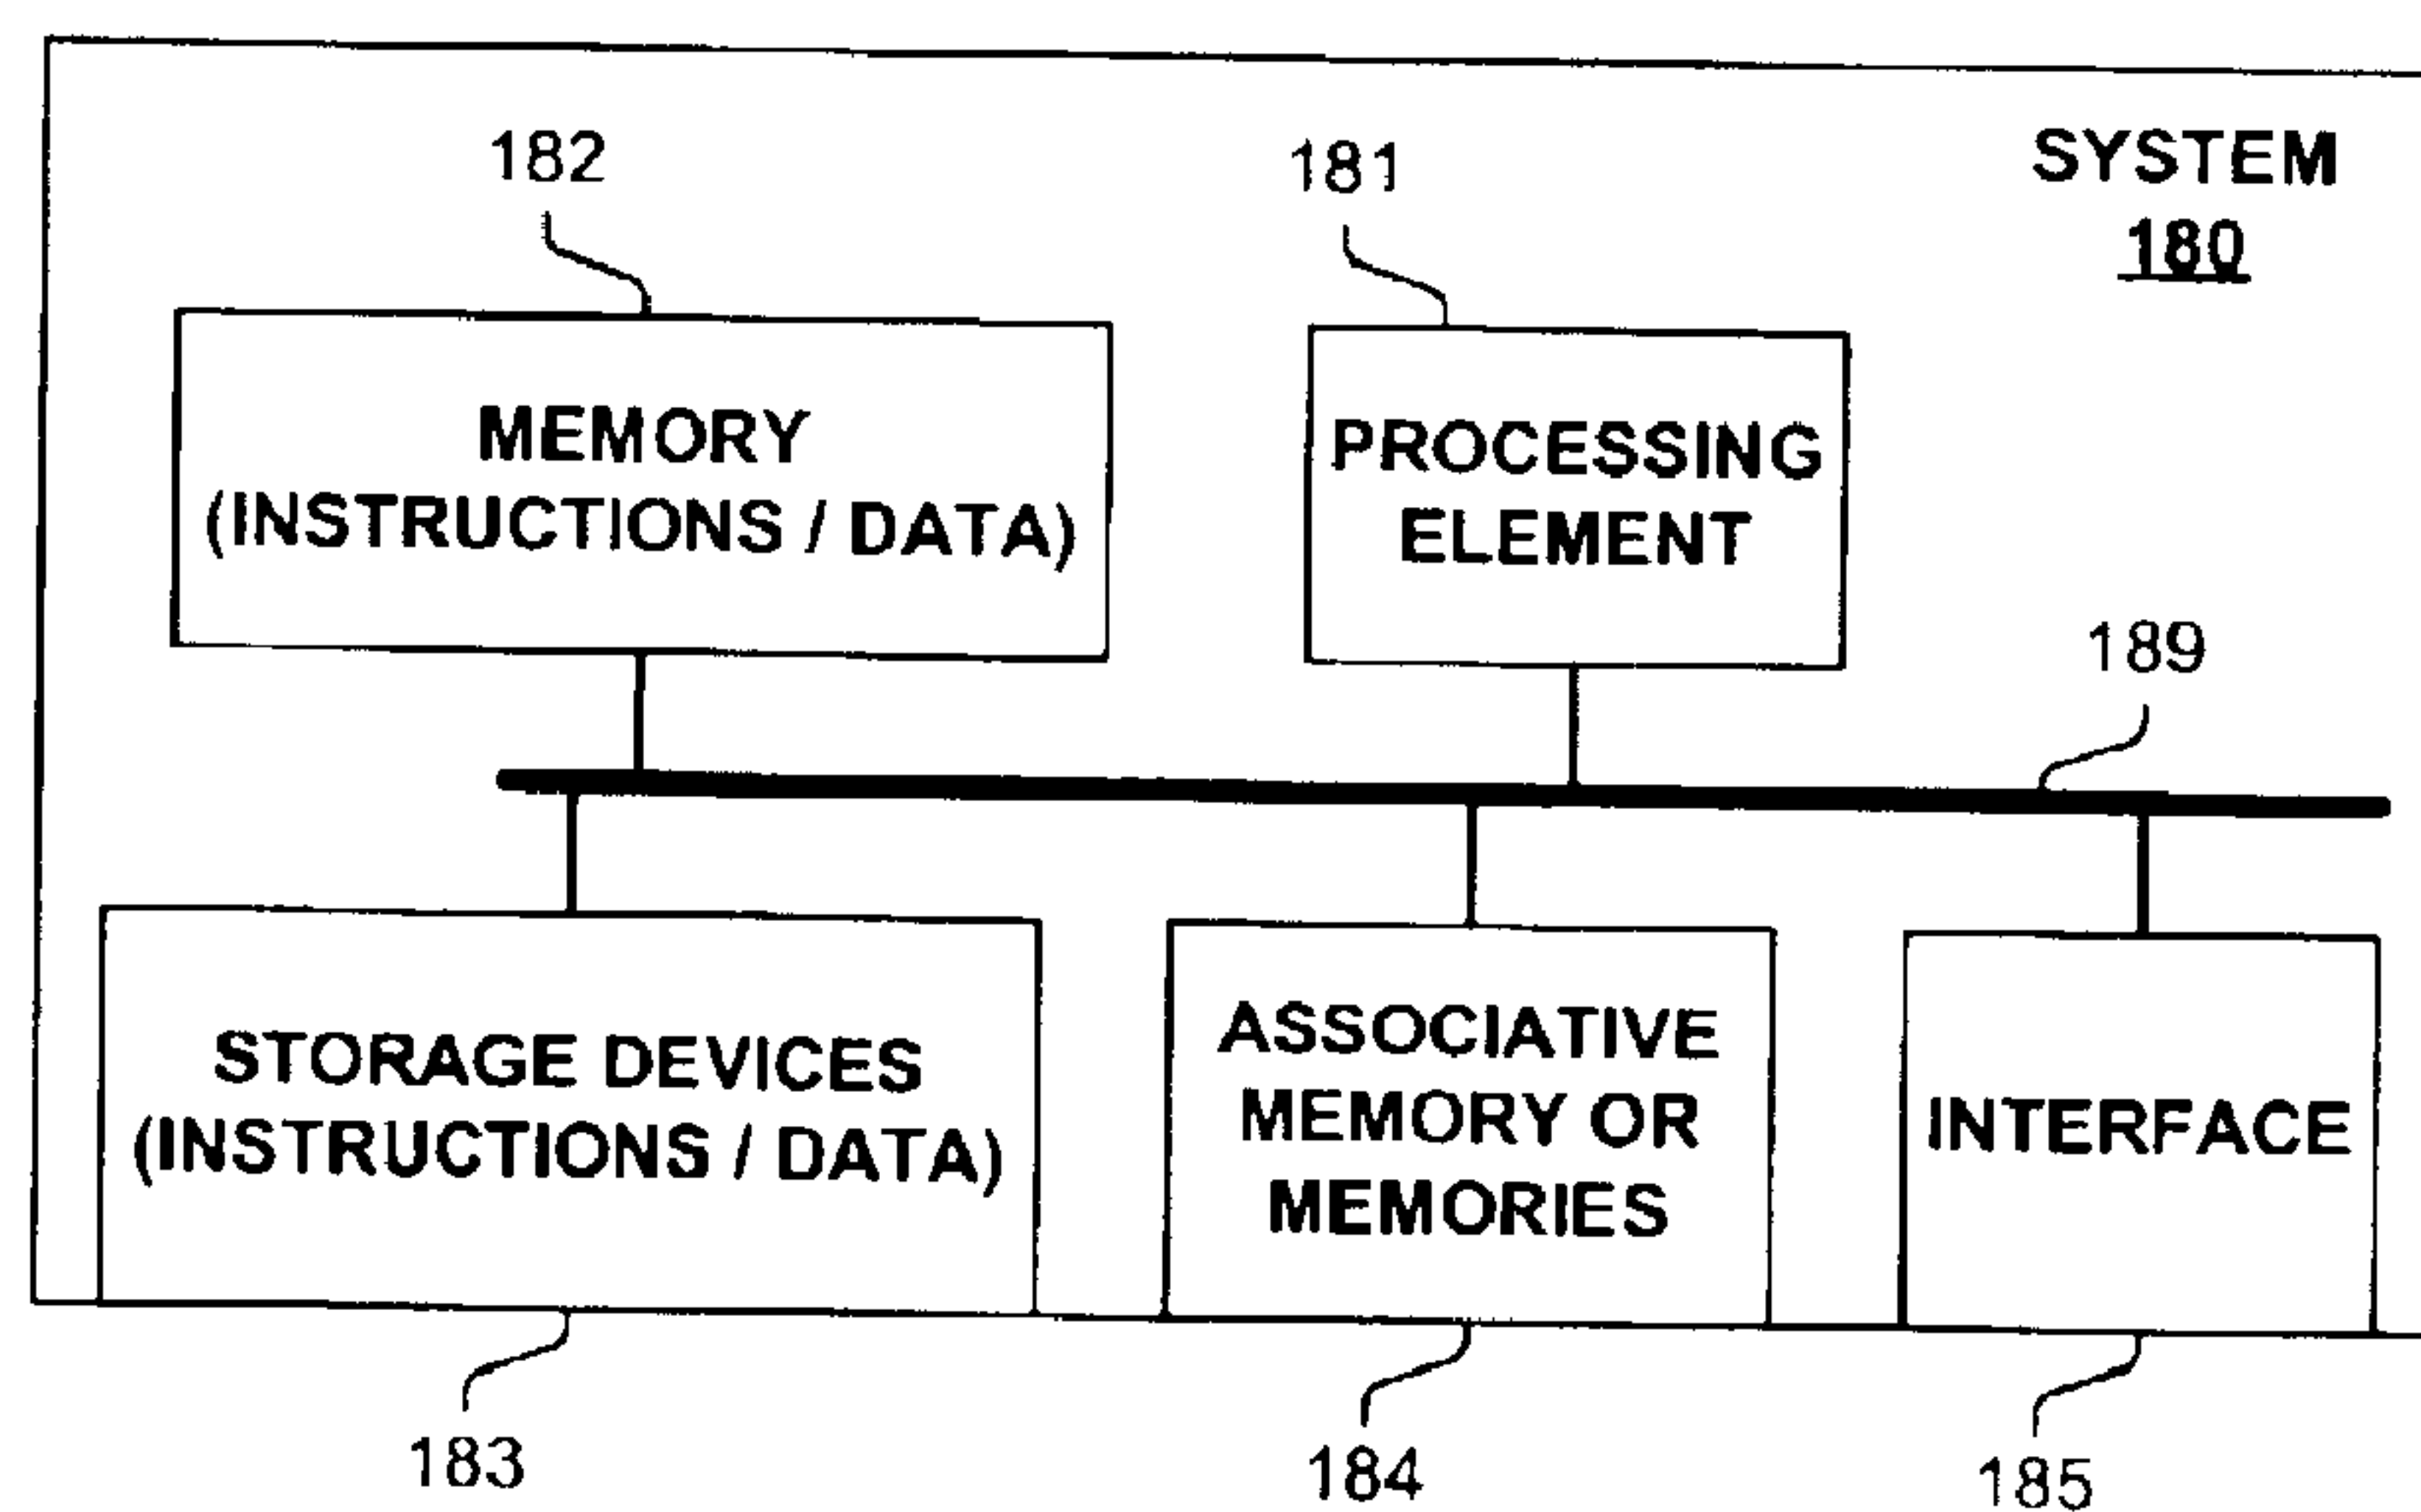 182
181
SYSTEM
180
MEMORY
(INSTRUCTIONS / DATA)
PROCESSING
ELEMENT
189
STORAGE DEVICES
(INSTRUCTIONS / DATA)
ASSOCIATIVE
MEMORY OR
MEMORIES
INTERFACE
183
184
185